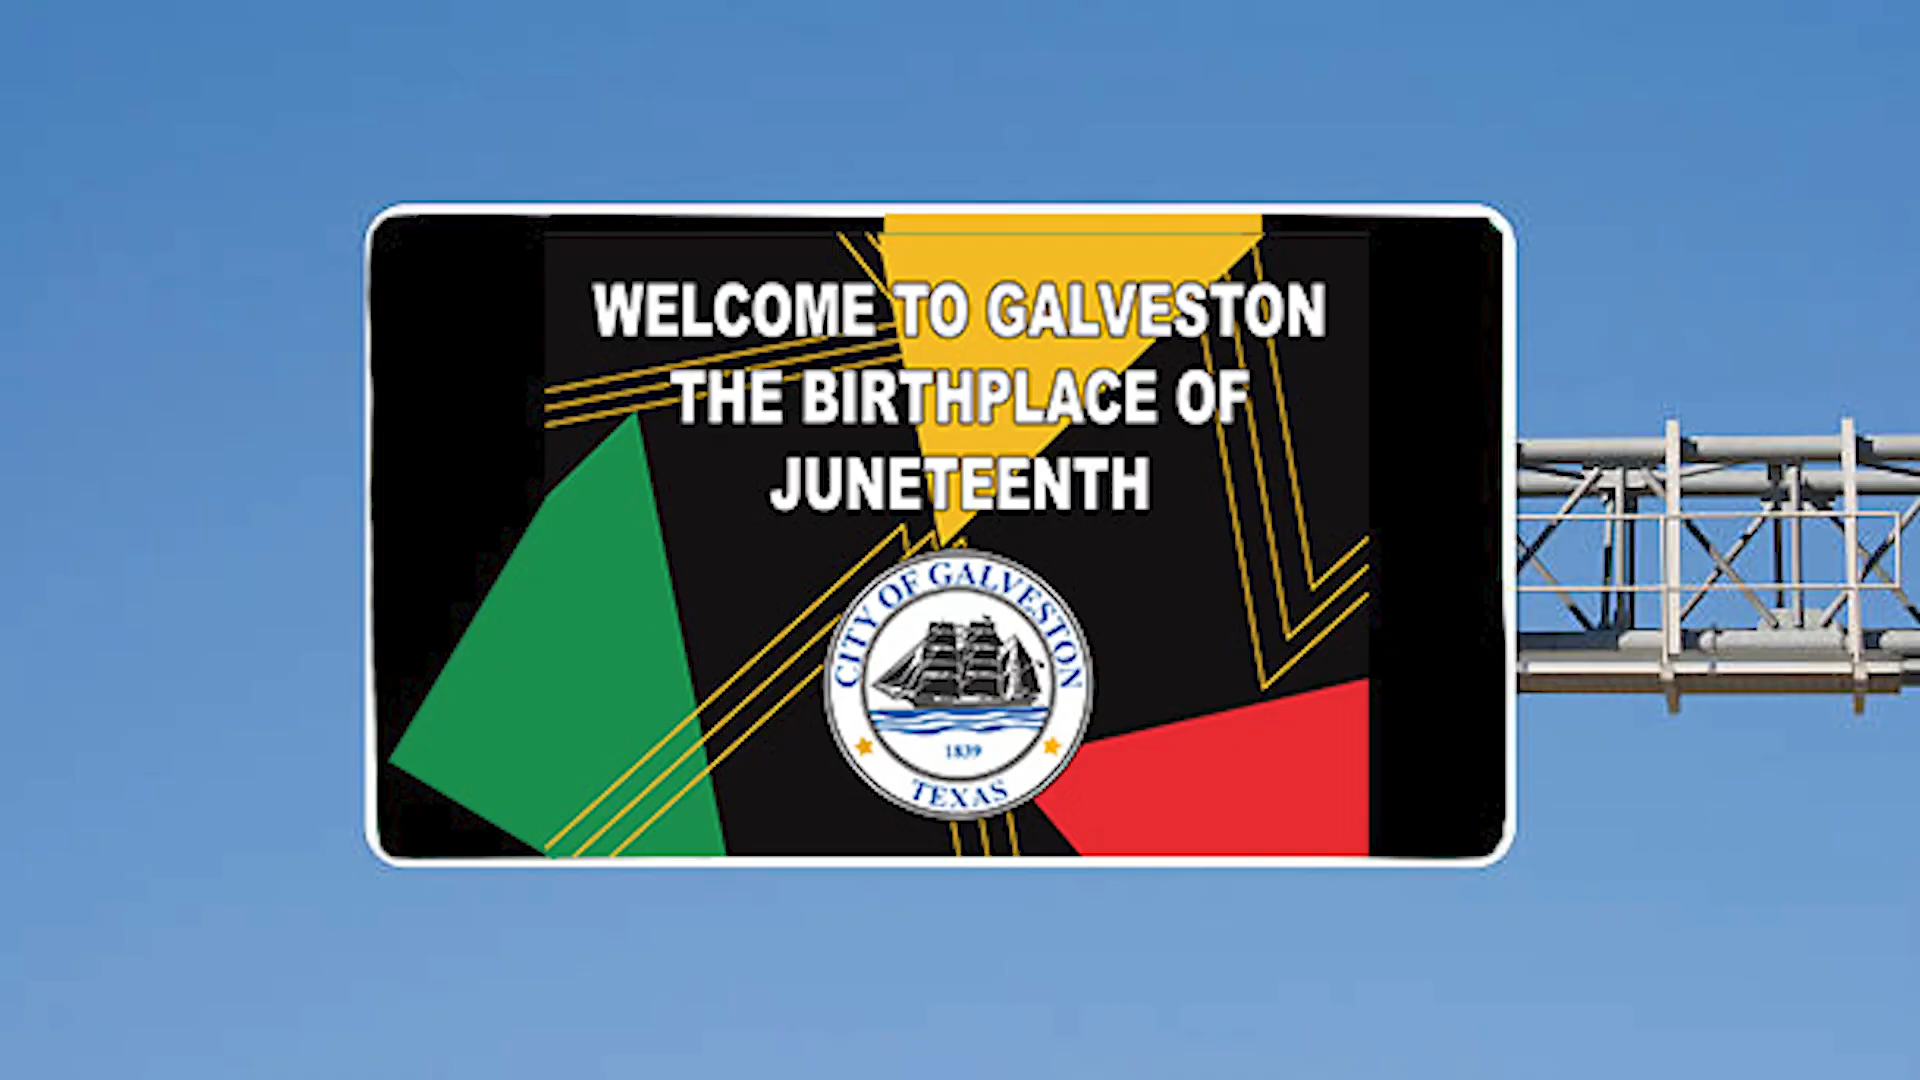 WELCOME TO GALVESTON
THE BIRTHPLACE OF
JUNETEENTH
CITY OF GALVESTON
1839
TEXAS